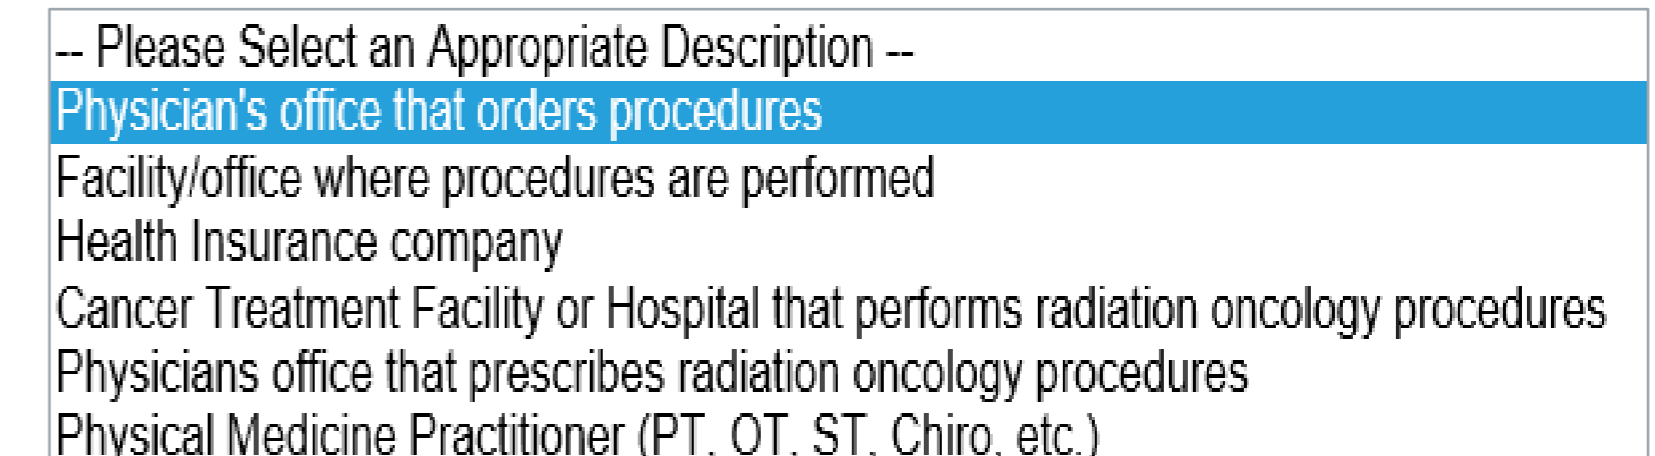 -- Please Select an Appropriate Description --
Physician's office that orders procedures
Facility/office where procedures are performed
Health Insurance company
Cancer Treatment Facility or Hospital that performs radiation oncology procedures
Physicians office that prescribes radiation oncology procedures
Physical Medicine Practitioner (PT, OT, ST, Chiro, etc.)